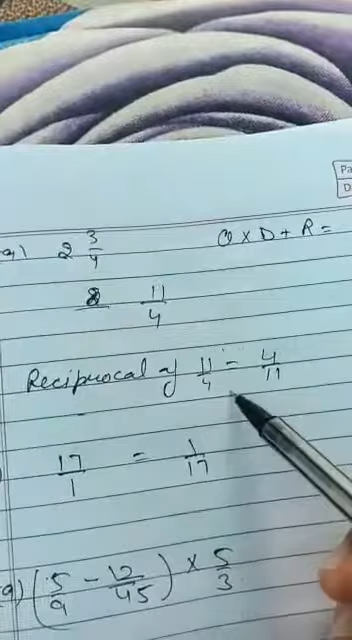 Pa
D
a) 2 3/4 Q × D + R =
11/4
Reciprocal of 11/4 = 4/11
17/1 = 1/17
a) (5/9 - 12/45) × 5/3